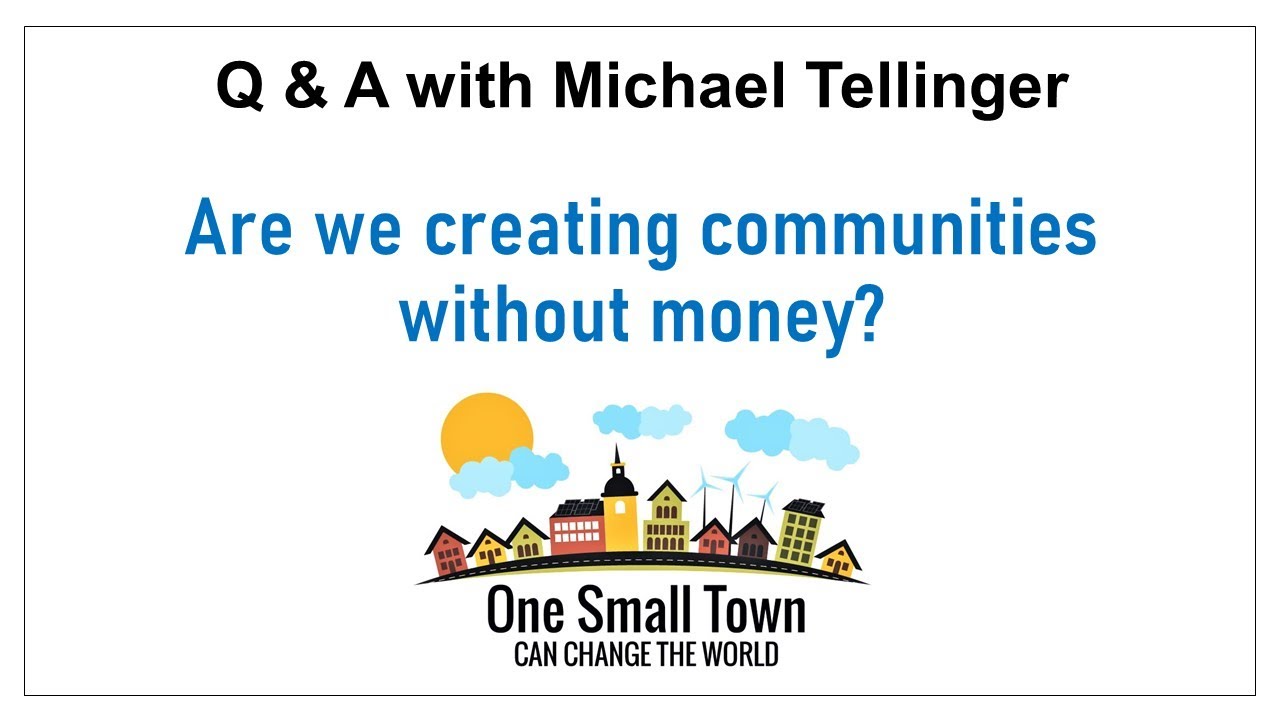 Q & A with Michael Tellinger
Are we creating communities
without money?
One Small Town
CAN CHANGE THE WORLD